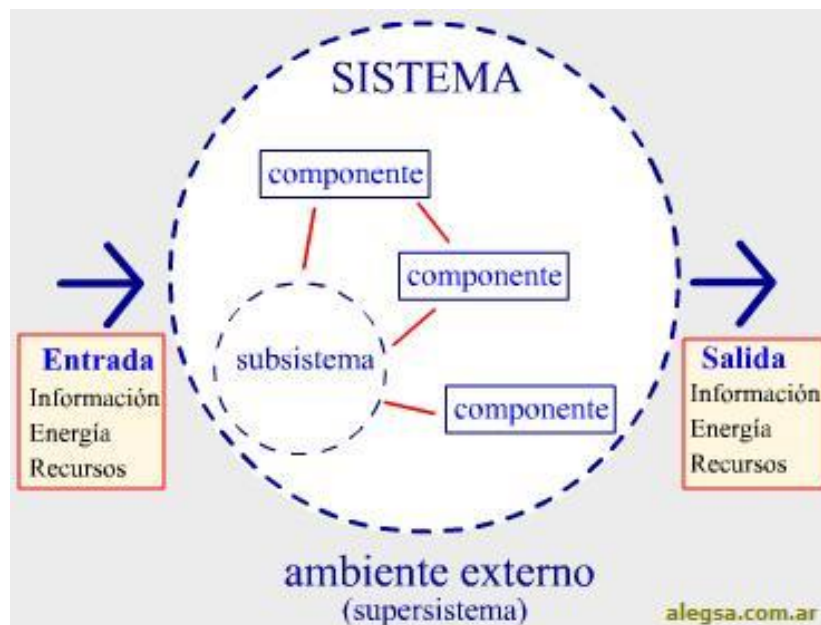 SISTEMA
componente
componente
subsistema
componente
Entrada
Información
Energía
Recursos
Salida
Información
Energía
Recursos
ambiente externo
(supersistema)
alegsa.com.ar